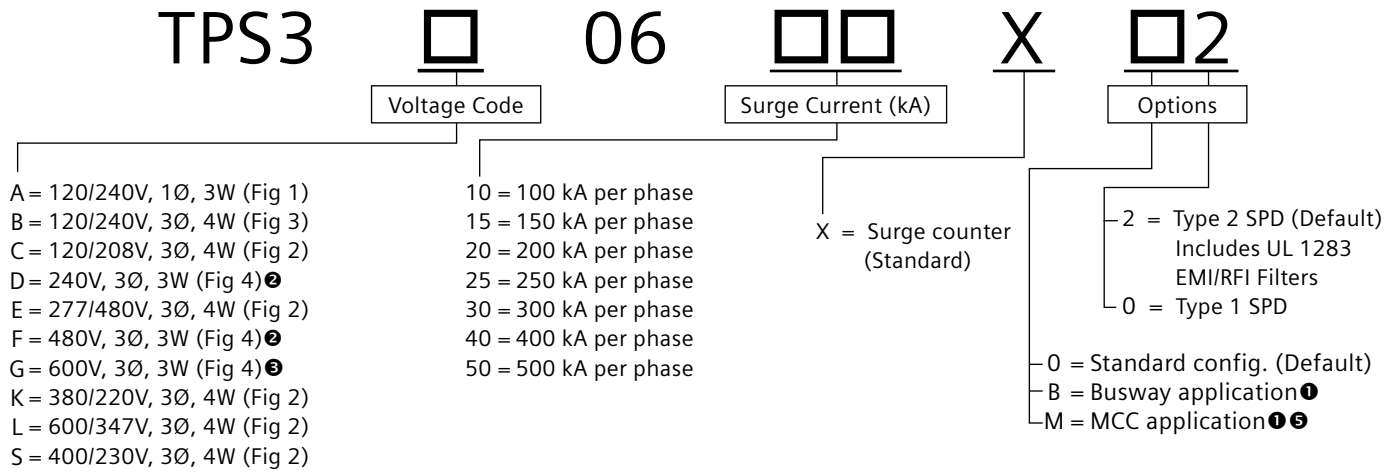 TPS3 □ 06 □□ X □2
Voltage Code
Surge Current (kA)
Options
A = 120/240V, 1Ø, 3W (Fig 1)
B = 120/240V, 3Ø, 4W (Fig 3)
C = 120/208V, 3Ø, 4W (Fig 2)
D = 240V, 3Ø, 3W (Fig 4)❷
E = 277/480V, 3Ø, 4W (Fig 2)
F = 480V, 3Ø, 3W (Fig 4)❷
G = 600V, 3Ø, 3W (Fig 4)❸
K = 380/220V, 3Ø, 4W (Fig 2)
L = 600/347V, 3Ø, 4W (Fig 2)
S = 400/230V, 3Ø, 4W (Fig 2)
10 = 100 kA per phase
15 = 150 kA per phase
20 = 200 kA per phase
25 = 250 kA per phase
30 = 300 kA per phase
40 = 400 kA per phase
50 = 500 kA per phase
X = Surge counter
(Standard)
2 = Type 2 SPD (Default)
Includes UL 1283
EMI/RFI Filters
0 = Type 1 SPD
0 = Standard config. (Default)
B = Busway application❶
M = MCC application❶❺